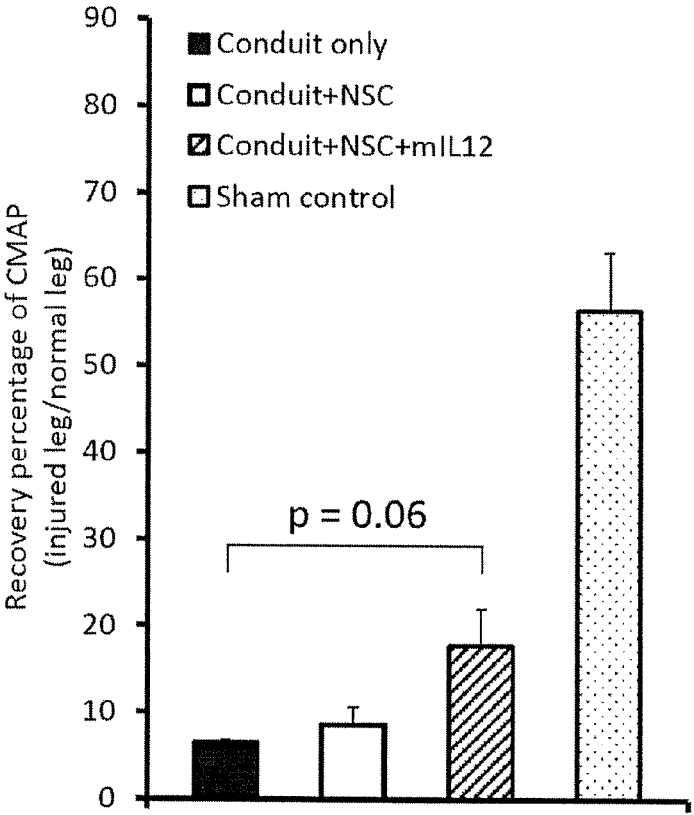 90
80
70
60
50
40
30
20
10
0
Recovery percentage of CMAP
(injured leg/normal leg)
Conduit only
Conduit+NSC
Conduit+NSC+mIL12
Sham control
p = 0.06